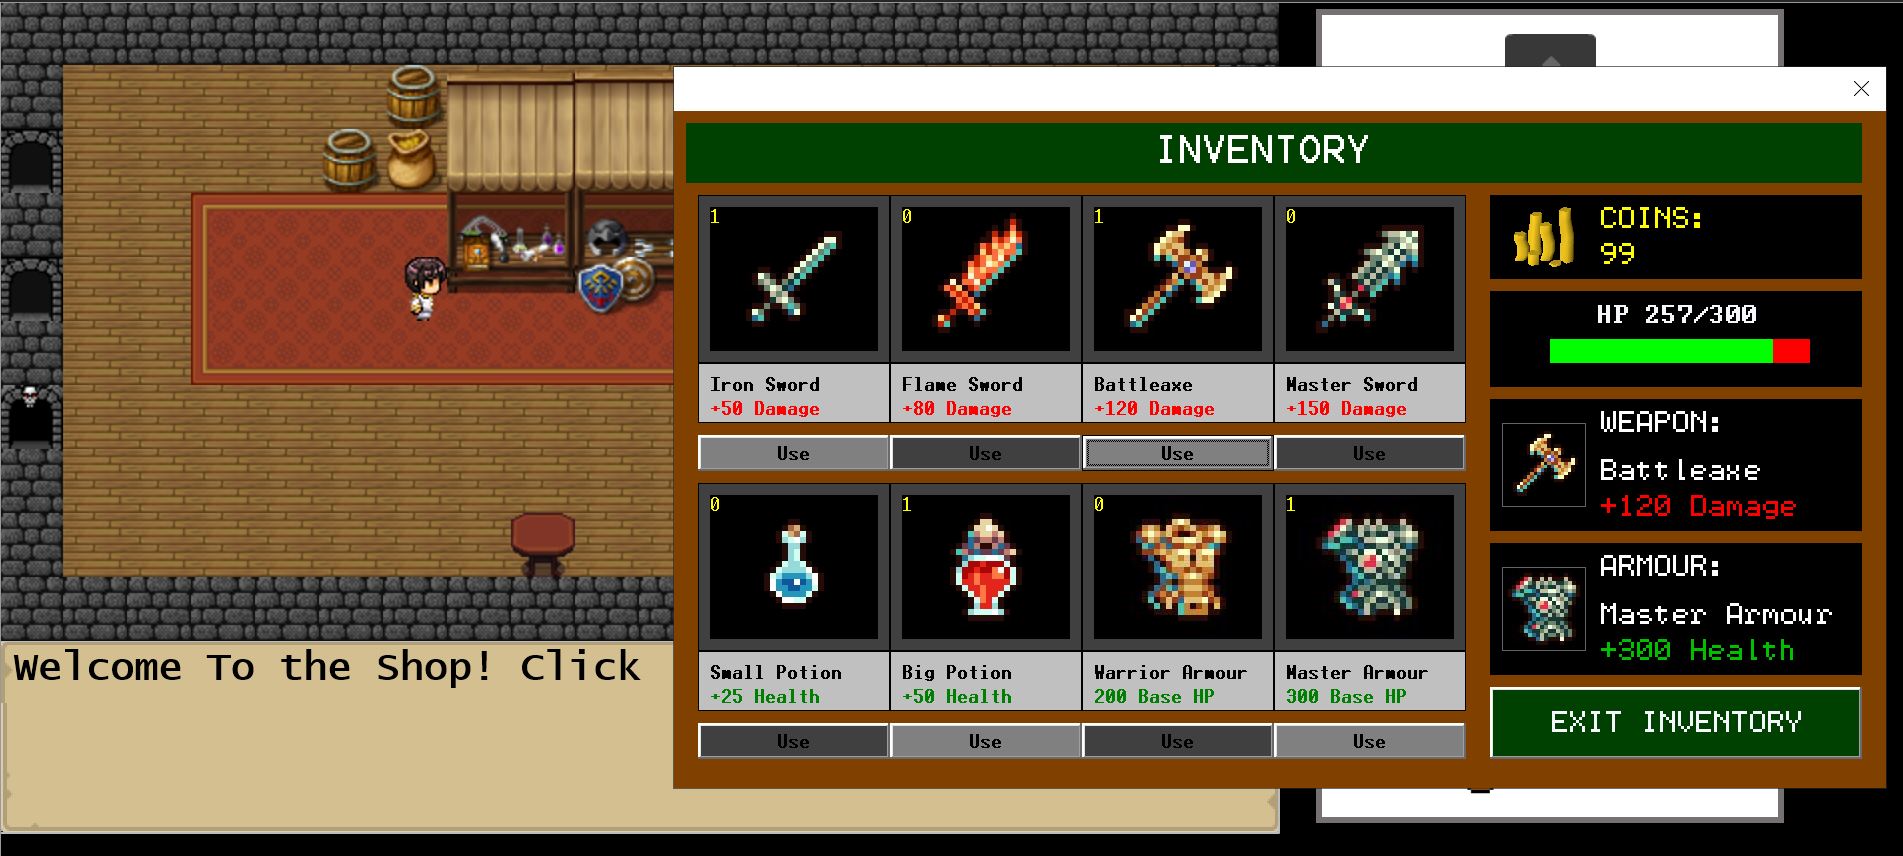 INVENTORY
1
0
1
0
Iron Sword
+50 Damage
Flame Sword
+80 Damage
Battleaxe
+120 Damage
Master Sword
+150 Damage
Use
Use
Use
Use
0
1
0
1
Small Potion
+25 Health
Big Potion
+50 Health
Warrior Armour
200 Base HP
Master Armour
300 Base HP
Use
Use
Use
Use
COINS:
99
HP 257/300
WEAPON:
Battleaxe
+120 Damage
ARMOUR:
Master Armour
+300 Health
EXIT INVENTORY
Welcome To the Shop! Click